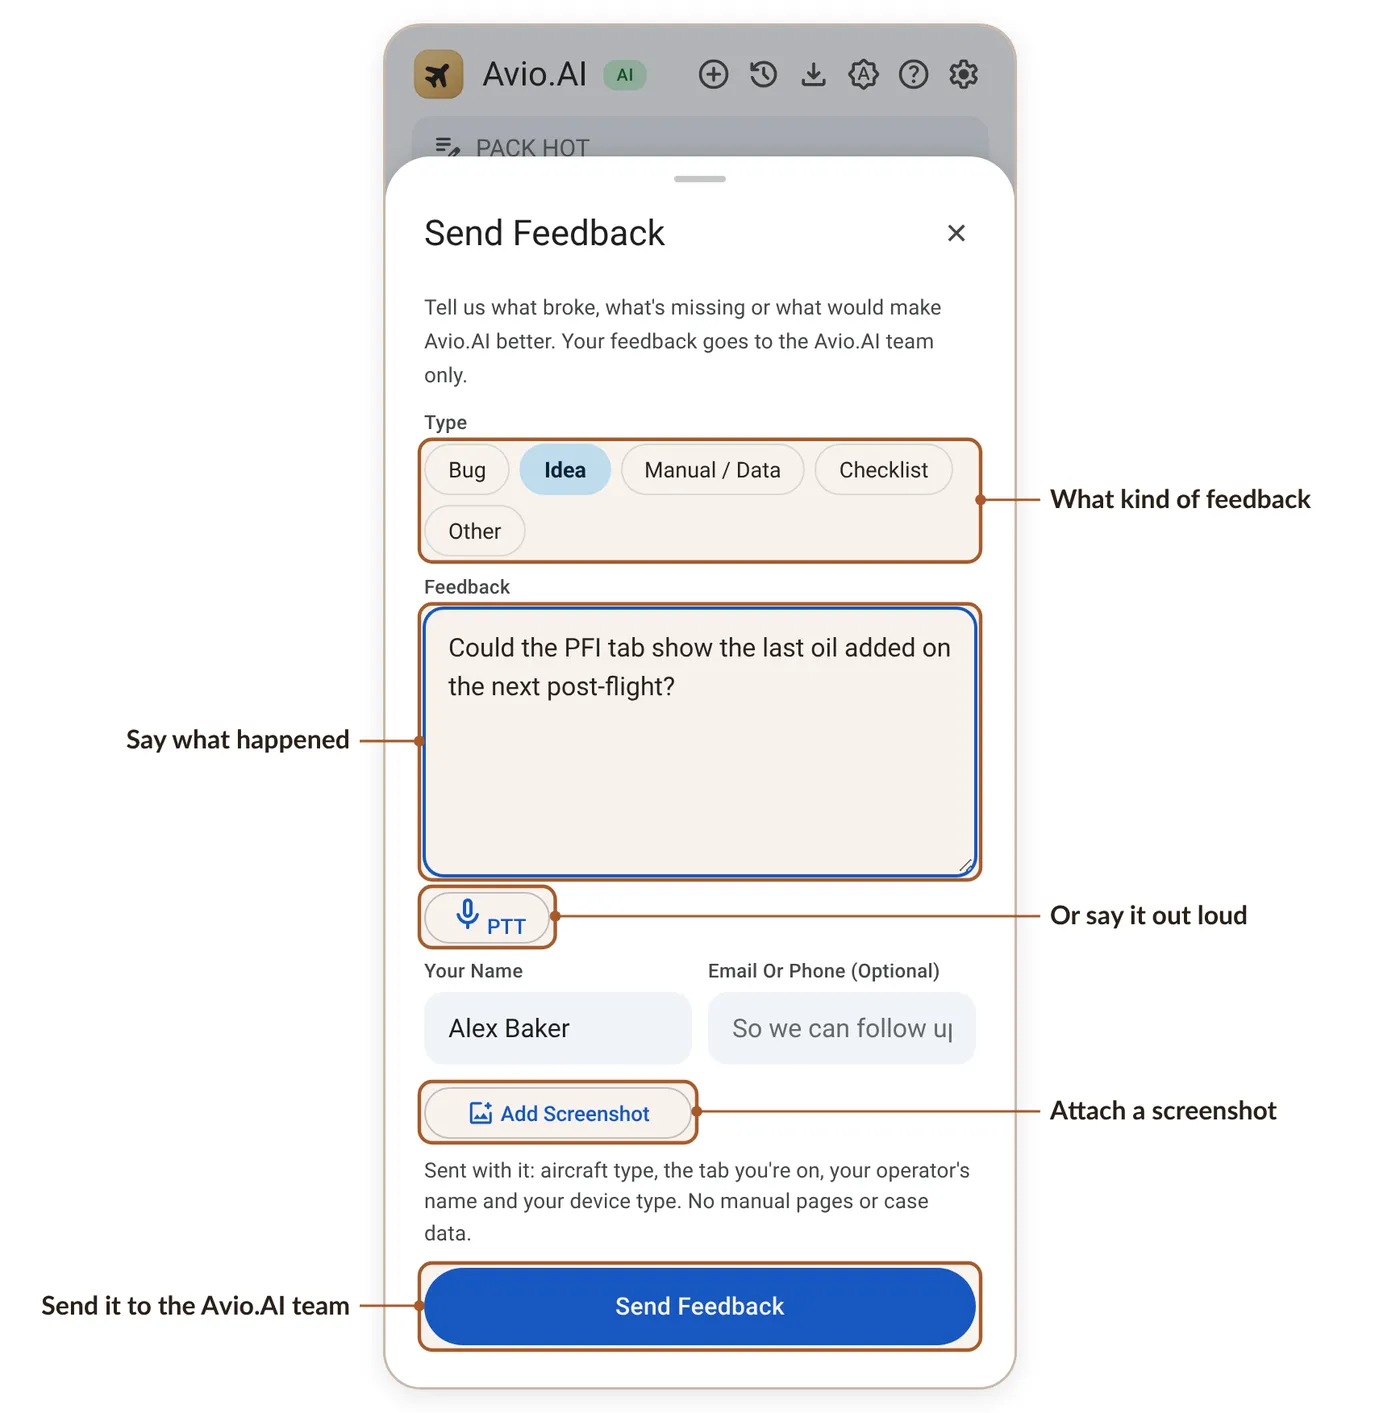 Avio.AI AI
PACK HOT
Send Feedback
Tell us what broke, what's missing or what would make
Avio.AI better. Your feedback goes to the Avio.AI team
only.
Type
Bug Idea Manual / Data Checklist
Other
What kind of feedback
Feedback
Could the PFI tab show the last oil added on
the next post-flight?
Say what happened
PTT
Or say it out loud
Your Name Email Or Phone (Optional)
Alex Baker So we can follow up
Add Screenshot
Attach a screenshot
Sent with it: aircraft type, the tab you're on, your operator's
name and your device type. No manual pages or case
data.
Send it to the Avio.AI team
Send Feedback